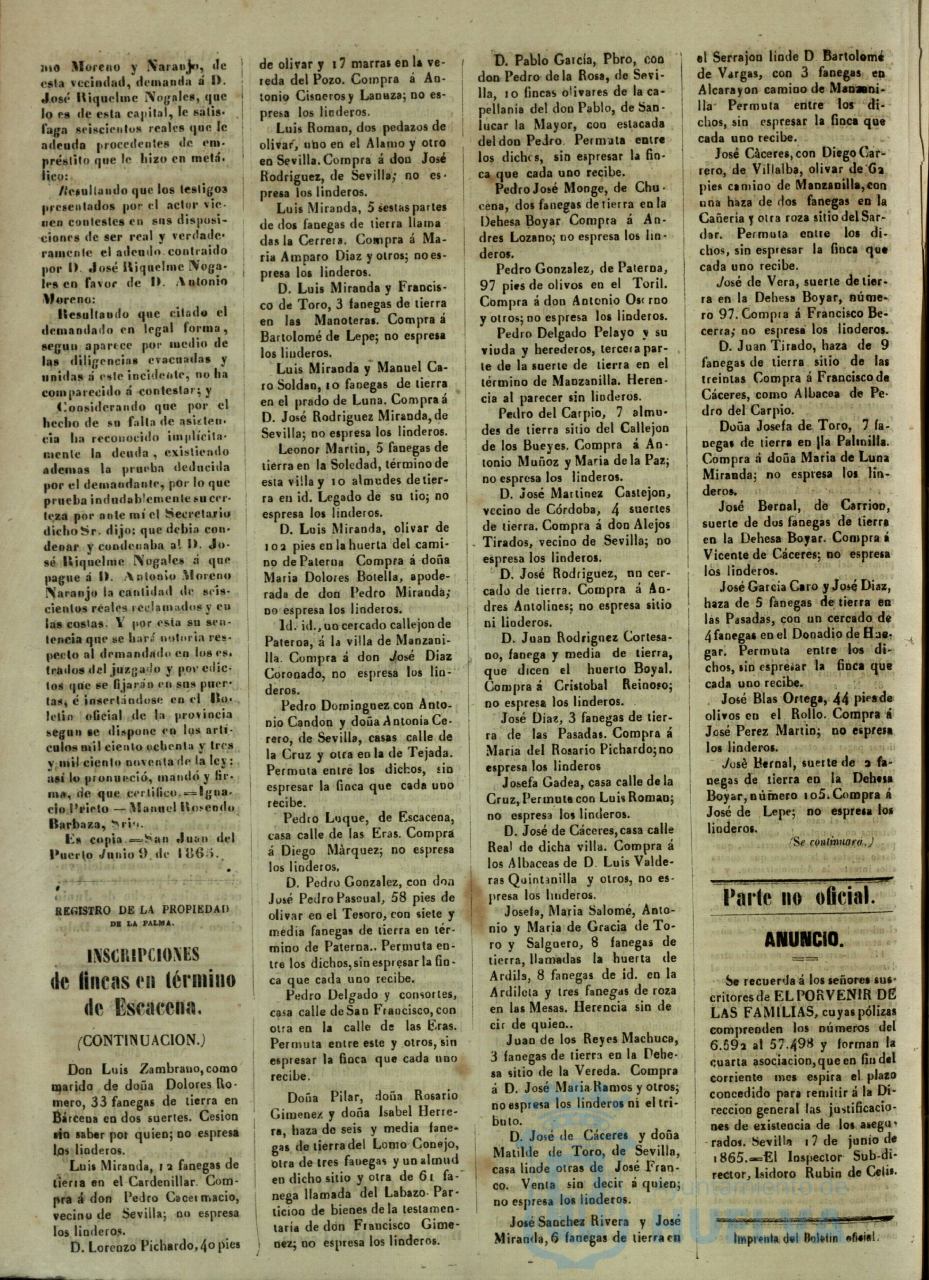 mo Moreno y Naranjo, de
esta vecindad, demanda á D.
José Riquelme Nogales, que
lo es de esta capital, le satis-
faga seiscientos reales que le
adeuda procedentes de em-
préstito que le hizo en metá.
lico:
Resultando que los testigos
presentados por el actor vie-
nen contestes en sus disposi-
ciones de ser real y verdade-
ramente el adeudo contraido
por D. José Riquelme Noga-
les en favor de D. Antonio
Moreno:
Resultando que citado el
demandado en legal forma,
segun aparece por medio de
las diligencias evacuadas y
unidas á este incidente, no ha
comparecido á contestar; y
Considerando que por el
hecho de su falta de asisten-
cia ha reconocido implícita-
mente la deuda, existiendo
ademas la prueba deducida
por el demandante, por lo que
prueba indudablemente su cer-
teza por ante mí el Secretario
dicho Sr. dijo: que debia con-
denar y condenaba al D. Jo-
sé Riquelme Nogales á que
pague á D. Antonio Moreno
Naranjo la cantidad de seis-
cientos reales reclamados y en
las costas. Y por esta su sen-
tencia que se hará notoria res-
pecto al demandado en los es.
trados del juzgado y por edic-
tos que se fijarán en sus puer-
tas, é insertándose en el Bo-
letin oficial de la provincia
segun se dispone en los artí-
culos mil ciento ochenta y tres
y mil ciento noventa de la ley:
asi lo pronunció, mandó y fir-
ma, de que certifico.=Igna-
cio Prieto—Manuel Rosendo
Barbaza, Srio.
Es copia.=San Juan del
Puerto Junio 9 de 1865.
REGISTRO DE LA PROPIEDAD
DE LA PALMA.
INSCRIPCIONES
de fincas en término
de Escacena.
(CONTINUACION.)
Don Luis Zambrano, como
marido de doña Dolores Ro-
mero, 33 fanegas de tierra en
Bárcena en dos suertes. Cesion
sin saber por quien; no espresa
los linderos.
Luis Miranda, 12 fanegas de
tierra en el Cardenillar. Com-
pra á don Pedro Cacermacio,
vecino de Sevilla; no espresa
los linderos.
D. Lorenzo Pichardo, 40 pies
de olivar y 17 marras en la ve-
reda del Pozo. Compra á An-
tonio Cisneros y Lanuza; no es-
presa los linderos.
Luis Roman, dos pedazos de
olivar, uno en el Alamo y otro
en Sevilla. Compra á don José
Rodriguez, de Sevilla; no es-
presa los linderos.
Luis Miranda, 5 sestas partes
de dos fanegas de tierra llama
das la Cerrera. Compra á Ma-
ria Amparo Diaz y otros; no es-
presa los linderos.
D. Luis Miranda y Francis-
co de Toro, 3 fanegas de tierra
en las Manoteras. Compra á
Bartolomé de Lepe; no espresa
los linderos.
Luis Miranda y Manuel Ca-
ro Soldan, 10 fanegas de tierra
en el prado de Luna. Compra á
D. José Rodriguez Miranda, de
Sevilla; no espresa los linderos.
Leonor Martin, 5 fanegas de
tierra en la Soledad, término de
esta villa y 10 almudes de tier-
ra en id. Legado de su tio; no
espresa los linderos.
D. Luis Miranda, olivar de
102 pies en la huerta del cami-
no de Paterna Compra á doña
Maria Dolores Botella, apode-
rada de don Pedro Miranda;
no espresa los linderos.
Id. id., un cercado callejon de
Paterna, á la villa de Manzani-
lla. Compra á don José Diaz
Coronado, no espresa los lin-
deros.
Pedro Dominguez con Anto-
nio Candon y doña Antonia Ce-
rero, de Sevilla, casas calle de
la Cruz y otra en la de Tejada.
Permuta entre los dichos, sin
espresar la finca que cada uno
recibe.
Pedro Luque, de Escacena,
casa calle de las Eras. Compra
á Diego Màrquez; no espresa
los linderos.
D. Pedro Gonzalez, con don
José Pedro Pascual, 58 pies de
olivar en el Tesoro, con siete y
media fanegas de tierra en tér-
mino de Paterna.. Permuta en-
tre los dichos, sin espresar la fin-
ca que cada uno recibe.
Pedro Delgado y consortes,
casa calle de San Francisco, con
otra en la calle de las Eras.
Permuta entre este y otros, sin
espresar la finca que cada uno
recibe.
Doña Pilar, doña Rosario
Gimenez y doña Isabel Herre-
ra, haza de seis y media fane-
gas de tierra del Lomo Conejo,
otra de tres fanegas y un almud
en dicho sitio y otra de 61 fa-
nega llamada del Labazo. Par-
ticion de bienes de la testamen-
taria de don Francisco Gime-
nez; no espresa los linderos.
D. Pablo García, Pbro, con
don Pedro de la Rosa, de Sevi-
lla, 10 fincas olivares de la ca-
pellania del don Pablo, de San-
lucar la Mayor, con estacada
del don Pedro. Permuta entre
los dichos, sin espresar la fin-
ca que cada uno recibe.
Pedro José Monge, de Chu-
cena, dos fanegas de tierra en la
Dehesa Boyar Compra á An-
dres Lozano; no espresa los lin-
deros.
Pedro Gonzalez, de Paterna,
97 pies de olivos en el Toril.
Compra á don Antonio Osorno
y otros; no espresa los linderos.
Pedro Delgado Pelayo y su
viuda y herederos, tercera par-
te de la suerte de tierra en el
término de Manzanilla. Heren-
cia al parecer sin linderos.
Pedro del Carpio, 7 almu-
des de tierra sitio del Callejon
de los Bueyes. Compra á An-
tonio Muñoz y Maria de la Paz;
no espresa los linderos.
D. José Martinez Castejon,
vecino de Córdoba, 4 suertes
de tierra. Compra á don Alejos
Tirados, vecino de Sevilla; no
espresa los linderos.
D. José Rodriguez, un cer-
cado de tierra. Compra á An-
dres Antolines; no espresa sitio
ni linderos.
D. Juan Rodriguez Cortesa-
no, fanega y media de tierra,
que dicen el huerto Boyal.
Compra á Cristobal Reinoso;
no espresa los linderos.
José Díaz, 3 fanegas de tier-
ra de las Pasadas. Compra á
Maria del Rosario Pichardo; no
espresa los linderos
Josefa Gadea, casa calle de la
Cruz, Permuta con Luis Roman;
no espresa los linderos.
D. José de Cáceres, casa calle
Real de dicha villa. Compra á
los Albaceas de D. Luis Valde-
ras Quintanilla y otros, no es-
presa los linderos.
Josefa, Maria Salomé, Anto-
nio y Maria de Gracia de To-
ro y Salguero, 8 fanegas de
tierra, llamadas la huerta de
Ardila, 8 fanegas de id. en la
Ardilota y tres fanegas de roza
en las Mesas. Herencia sin de
cir de quien..
Juan de los Reyes Machuca,
3 fanegas de tierra en la Dehe-
sa sitio de la Vereda. Compra
á D. José Maria Ramos y otros;
no espresa los linderos ni el tri-
buto.
D. José de Cáceres y doña
Matilde de Toro, de Sevilla,
casa linde otras de José Fran-
co. Venta sin decir á quien;
no espresa los linderos.
José Sanchez Rivera y José
Miranda, 6 fanegas de tierra en
el Serrajon linde D Bartolomé
de Vargas, con 3 fanegas en
Alcarayon camino de Manzani-
lla Permuta entre los di-
chos, sin espresar la finca que
cada uno recibe.
José Càceres, con Diego Car-
rero, de Villalba, olivar de 62
pies camino de Manzanilla, con
una haza de dos fanegas en la
Cañeria y otra roza sitio del Sar-
dar. Permuta entre los di-
chos, sin espresar la finca que
cada uno recibe.
José de Vera, suerte de tier-
ra en la Dehesa Boyar, núme-
ro 97. Compra á Francisco Be-
cerra; no espresa los linderos.
D. Juan Tirado, haza de 9
fanegas de tierra sitio de las
treintas Compra á Francisco de
Cáceres, como Albacea de Pe-
dro del Carpio.
Doña Josefa de Toro, 7 fa-
negas de tierra en la Palmilla.
Compra á doña Maria de Luna
Miranda; no espresa los lin-
deros.
José Bernal, de Carrion,
suerte de dos fanegas de tierra
en la Dehesa Boyar. Compra á
Vicente de Cáceres; no espresa
los linderos.
José Garcia Caro y José Diaz,
haza de 5 fanegas de tierra en
las Pasadas, con un cercado de
4 fanegas en el Donadio de Hue-
gar. Permuta entre los di-
chos, sin espresar la finca que
cada uno recibe.
José Blas Ortega, 44 pies de
olivos en el Rollo. Compra á
José Perez Martin; no espresa
los linderos.
José Bernal, suerte de 2 fa-
negas de tierra en la Dehesa
Boyar, número 105. Compra á
José de Lepe; no espresa los
linderos.
(Se continuara.)
Parte no oficial.
ANUNCIO.
Se recuerda á los señores sus-
critores de EL PORVENIR DE
LAS FAMILIAS, cuyas pólizas
comprenden los números del
6.592 al 57.498 y forman la
cuarta asociacion, que en fin del
corriente mes espira el plazo
concedido para remitir á la Di-
reccion general las justificacio-
nes de existencia de los asegu-
rados. Sevilla 17 de junio de
1865.=El Inspector Sub-di-
rector, Isidoro Rubin de Celis.
Ayuntamiento de
HUELVA
Imprenta del Boletin oficial.